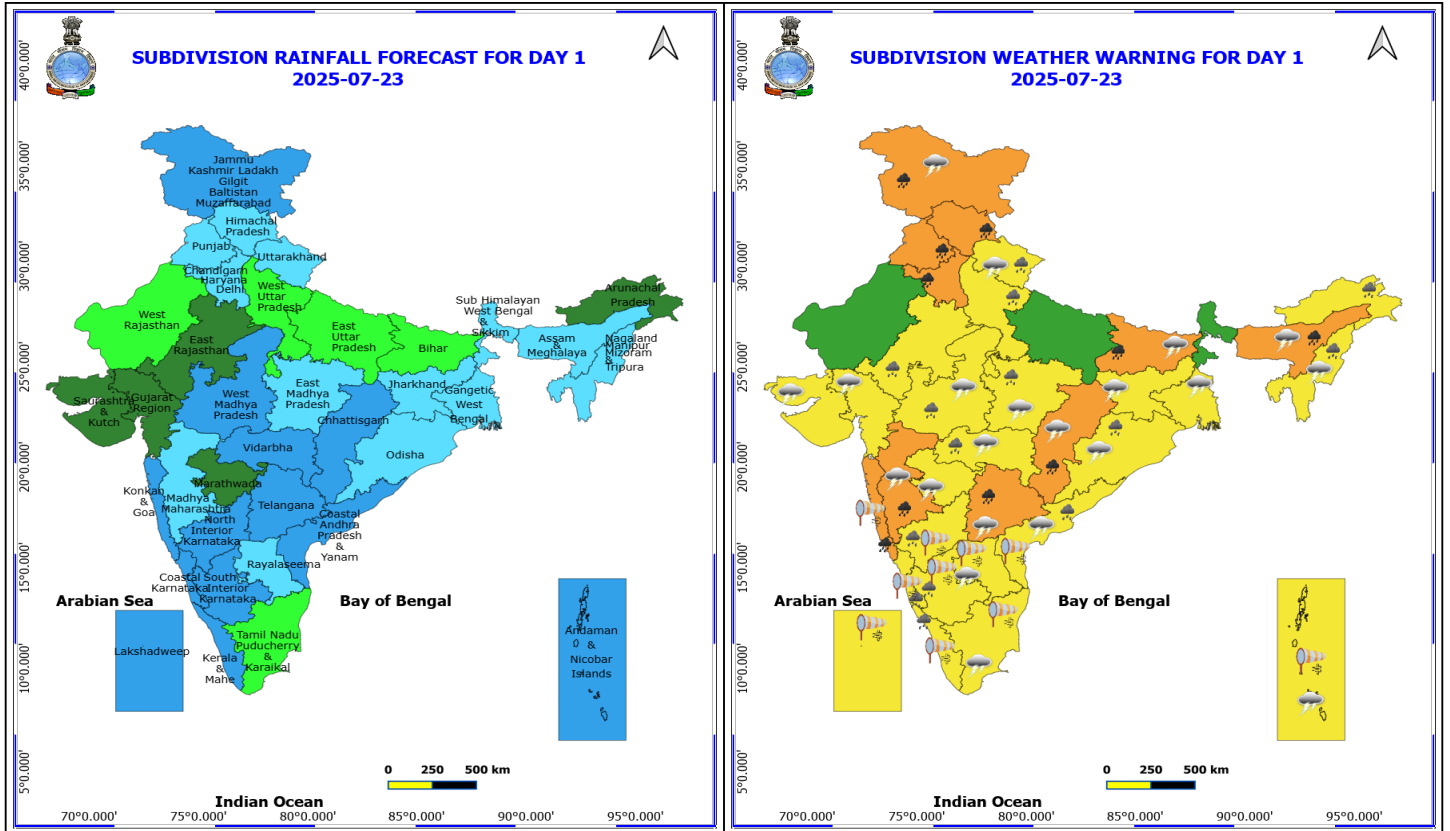 SUBDIVISION RAINFALL FORECAST FOR DAY 1
2025-07-23
40°0.000'
35°0.000'
30°0.000'
25°0.000'
20°0.000'
15°0.000'
10°0.000'
5°0.000'
Jammu
Kashmir Ladakh
Gilgit
Baltistan
Muzaffarabad
Himachal
Pradesh
Punjab
Uttarakhand
Chandigarh
Haryana
Delhi
West
Uttar
Pradesh
West
Rajasthan
East
Rajasthan
East
Uttar
Pradesh
Bihar
Sub Himalayan
West Bengal
&
Sikkim
Arunachal
Pradesh
Assam
&
Meghalaya
Nagaland
Manipur
Mizoram
&
Tripura
Saurashtra
&
Kutch
Gujarat
Region
West
Madhya
Pradesh
East
Madhya
Pradesh
Jharkhand
Gangetic
West
Bengal
Chhattisgarh
Odisha
Vidarbha
Konkan
&
Goa
Madhya
Maharashtra
Marathwada
Telangana
North
Interior
Karnataka
Coastal
Andhra
Pradesh
&
Yanam
Rayalaseema
Coastal
Karnataka
South
Interior
Karnataka
Arabian Sea
Bay of Bengal
Lakshadweep
Kerala
&
Mahe
Tamil Nadu
Puducherry
&
Karaikal
Andaman
&
Nicobar
Islands
0 250 500 km
Indian Ocean
70°0.000' 75°0.000' 80°0.000' 85°0.000' 90°0.000' 95°0.000'
SUBDIVISION WEATHER WARNING FOR DAY 1
2025-07-23
40°0.000'
35°0.000'
30°0.000'
25°0.000'
20°0.000'
15°0.000'
10°0.000'
5°0.000'
Arabian Sea
Bay of Bengal
0 250 500 km
Indian Ocean
70°0.000' 75°0.000' 80°0.000' 85°0.000' 90°0.000' 95°0.000'